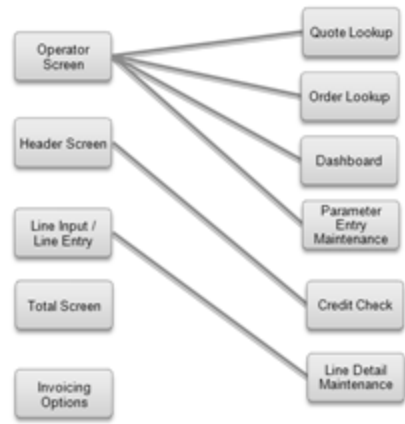 Operator
Screen
Header Screen
Line Input /
Line Entry
Total Screen
Invoicing
Options
Quote Lookup
Order Lookup
Dashboard
Parameter
Entry
Maintenance
Credit Check
Line Detail
Maintenance